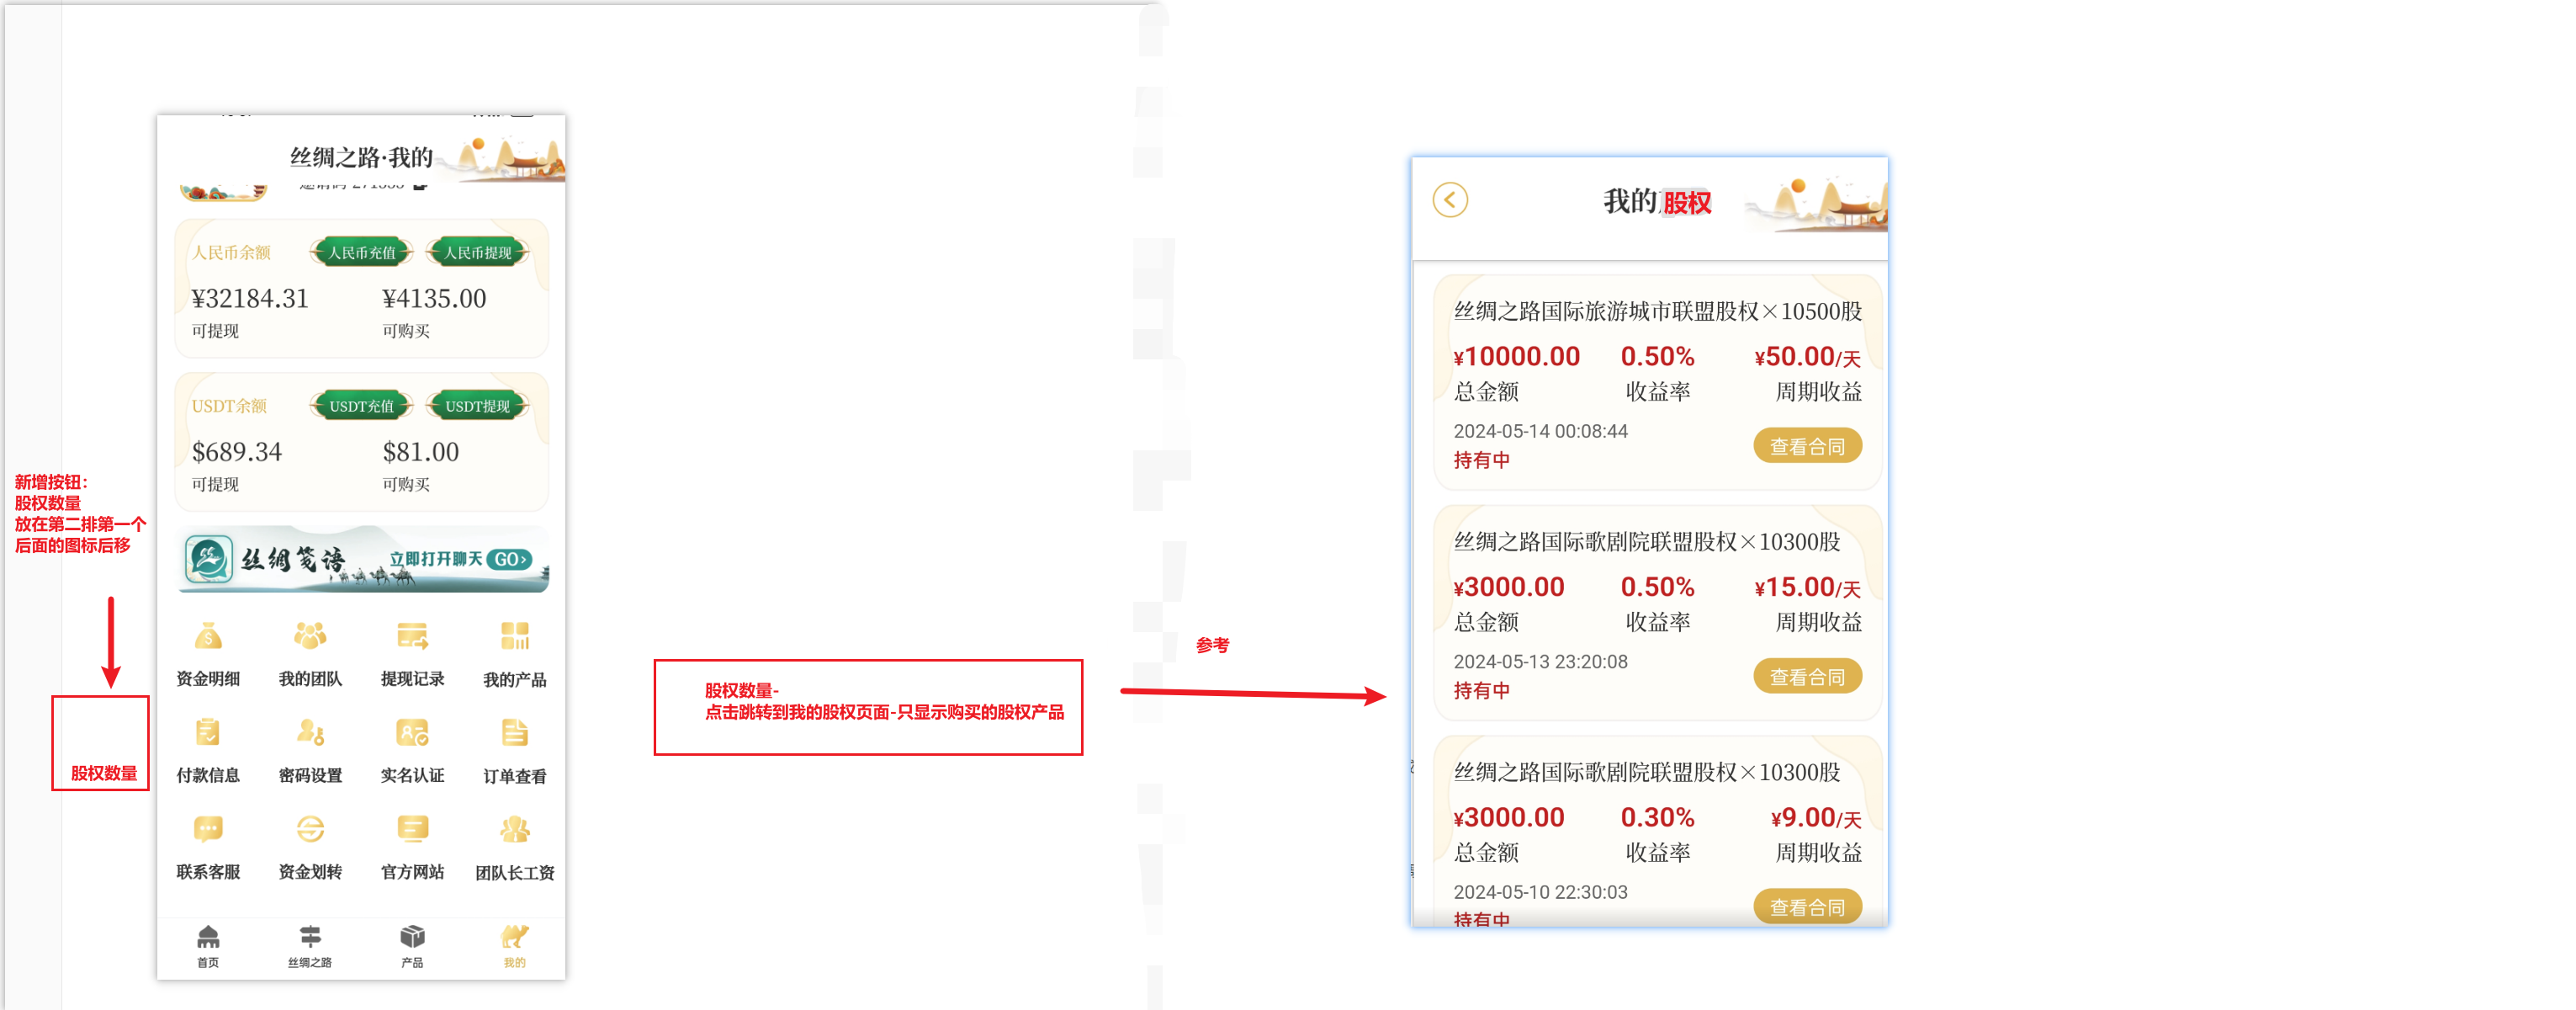 丝绸之路·我的
人民币余额
人民币充值
人民币提现
¥32184.31
¥4135.00
可提现
可购买
USDT余额
USDT充值
USDT提现
$689.34
$81.00
可提现
可购买
丝绸笺语
立即打开聊天
GO›
资金明细
我的团队
提现记录
我的产品
付款信息
密码设置
实名认证
订单查看
联系客服
资金划转
官方网站
团队长工资
首页
丝绸之路
产品
我的
新增按钮：
股权数量
放在第二排第一个
后面的图标后移
股权数量
股权数量-
点击跳转到我的股权页面-只显示购买的股权产品
参考
我的股权
丝绸之路国际旅游城市联盟股权×10500股
¥10000.00
0.50%
¥50.00/天
总金额
收益率
周期收益
2024-05-14 00:08:44
持有中
查看合同
丝绸之路国际歌剧院联盟股权×10300股
¥3000.00
0.50%
¥15.00/天
总金额
收益率
周期收益
2024-05-13 23:20:08
持有中
查看合同
丝绸之路国际歌剧院联盟股权×10300股
¥3000.00
0.30%
¥9.00/天
总金额
收益率
周期收益
2024-05-10 22:30:03
持有中
查看合同